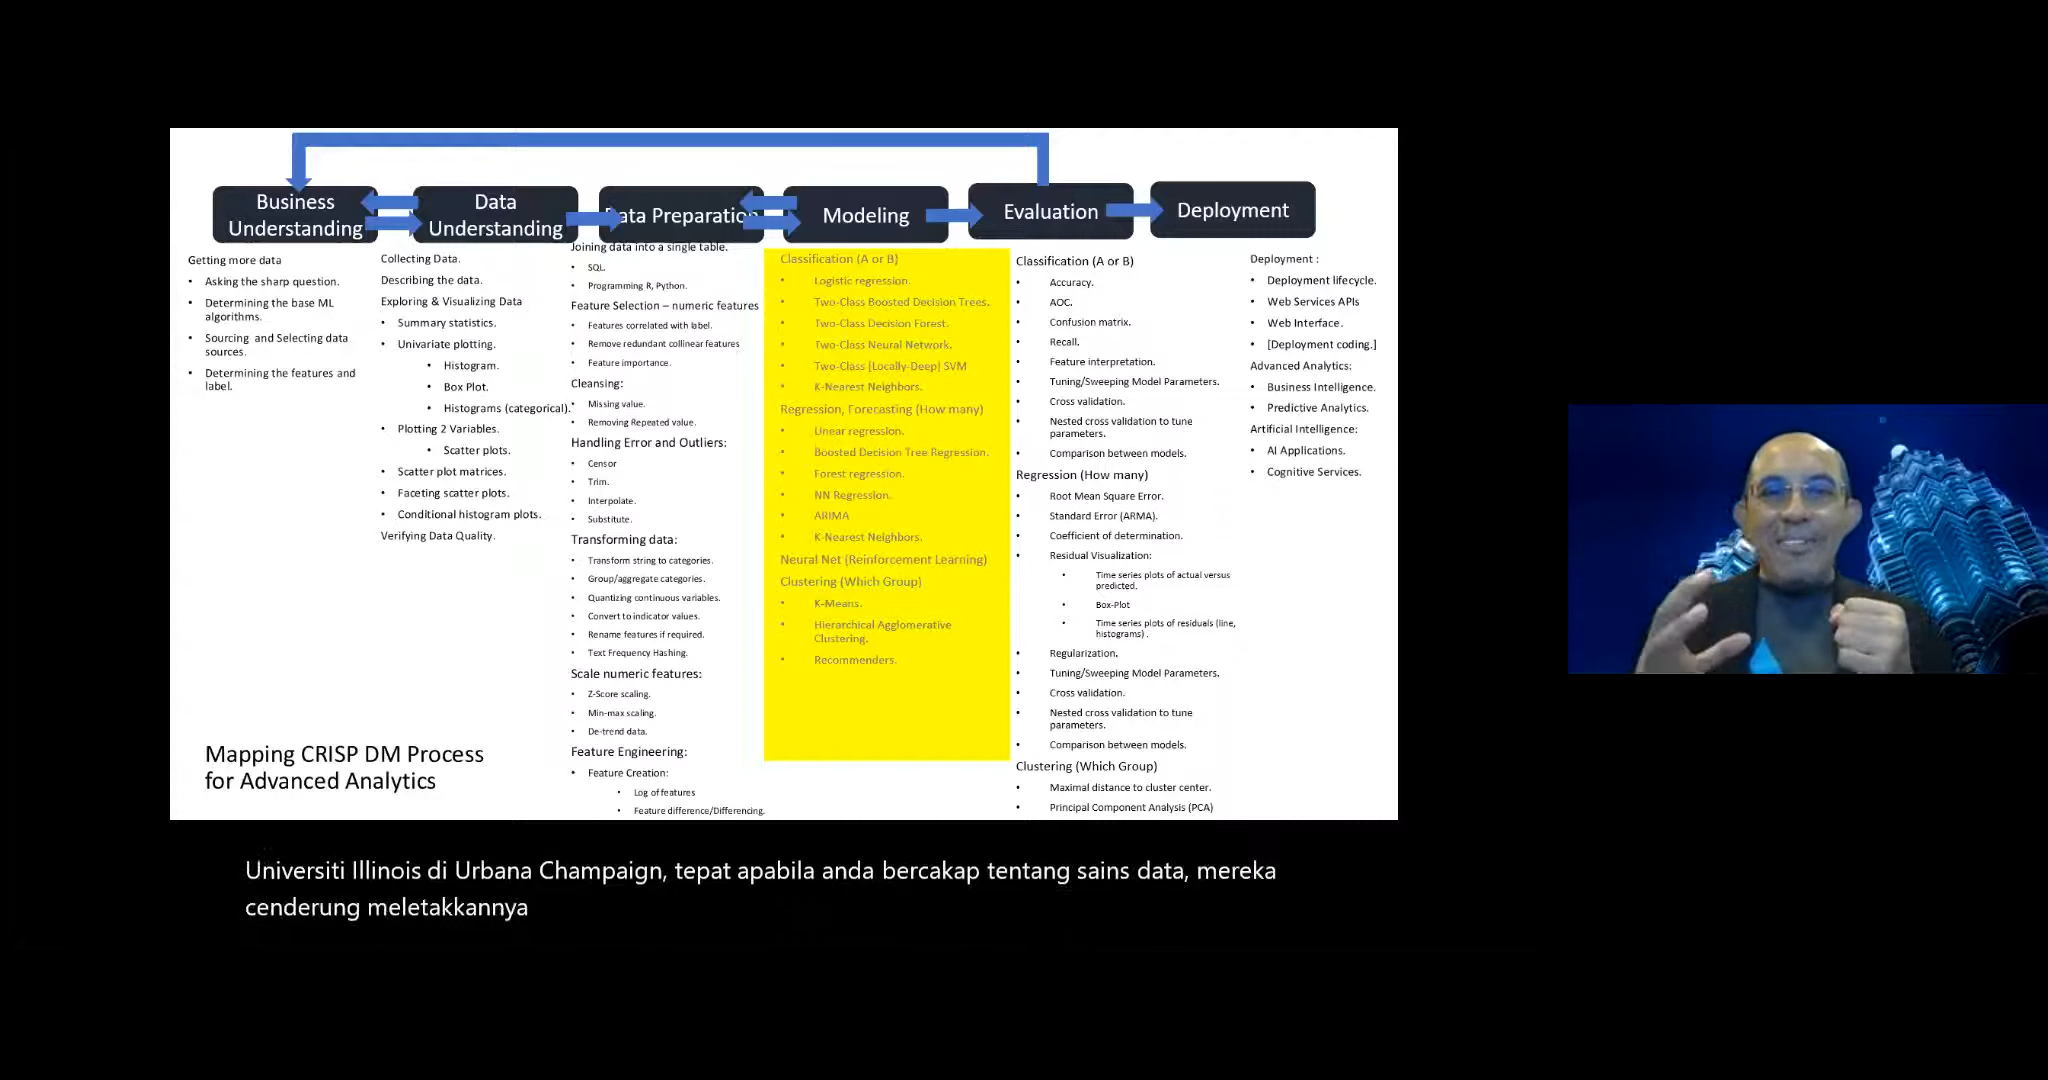 Business
Understanding
Data
Understanding
Data Preparation
Modeling
Evaluation
Deployment
Getting more data
• Asking the sharp question.
• Determining the base ML
algorithms.
• Sourcing and Selecting data
sources.
• Determining the features and
label.
Collecting Data.
Describing the data.
Exploring & Visualizing Data
• Summary statistics.
• Univariate plotting.
• Histogram.
• Box Plot.
• Histograms (categorical).
• Plotting 2 Variables.
• Scatter plots.
• Scatter plot matrices.
• Faceting scatter plots.
• Conditional histogram plots.
Verifying Data Quality.
Joining data into a single table.
• SQL.
• Programming R, Python.
Feature Selection – numeric features
• Features correlated with label.
• Remove redundant collinear features
• Feature importance.
Cleansing:
• Missing value.
• Removing Repeated value.
Handling Error and Outliers:
• Censor
• Trim.
• Interpolate.
• Substitute.
Transforming data:
• Transform string to categories.
• Group/aggregate categories.
• Quantizing continuous variables.
• Convert to indicator values.
• Rename features if required.
• Text Frequency Hashing.
Scale numeric features:
• Z-Score scaling.
• Min-max scaling.
• De-trend data.
Feature Engineering:
• Feature Creation:
• Log of features
• Feature difference/Differencing.
Classification (A or B)
• Logistic regression.
• Two-Class Boosted Decision Trees.
• Two-Class Decision Forest.
• Two-Class Neural Network.
• Two-Class [Locally-Deep] SVM
• K-Nearest Neighbors.
Regression, Forecasting (How many)
• Linear regression.
• Boosted Decision Tree Regression.
• Forest regression.
• NN Regression.
• ARIMA
• K-Nearest Neighbors.
Neural Net (Reinforcement Learning)
Clustering (Which Group)
• K-Means.
• Hierarchical Agglomerative
Clustering.
• Recommenders.
Classification (A or B)
• Accuracy.
• AOC.
• Confusion matrix.
• Recall.
• Feature interpretation.
• Tuning/Sweeping Model Parameters.
• Cross validation.
• Nested cross validation to tune
parameters.
• Comparison between models.
Regression (How many)
• Root Mean Square Error.
• Standard Error (ARMA).
• Coefficient of determination.
• Residual Visualization:
• Time series plots of actual versus
predicted.
• Box-Plot
• Time series plots of residuals (line,
histograms) .
• Regularization.
• Tuning/Sweeping Model Parameters.
• Cross validation.
• Nested cross validation to tune
parameters.
• Comparison between models.
Clustering (Which Group)
• Maximal distance to cluster center.
• Principal Component Analysis (PCA)
Deployment :
• Deployment lifecycle.
• Web Services APIs
• Web Interface.
• [Deployment coding.]
Advanced Analytics:
• Business Intelligence.
• Predictive Analytics.
Artificial Intelligence:
• AI Applications.
• Cognitive Services.
Mapping CRISP DM Process
for Advanced Analytics
Universiti Illinois di Urbana Champaign, tepat apabila anda bercakap tentang sains data, mereka
cenderung meletakkannya